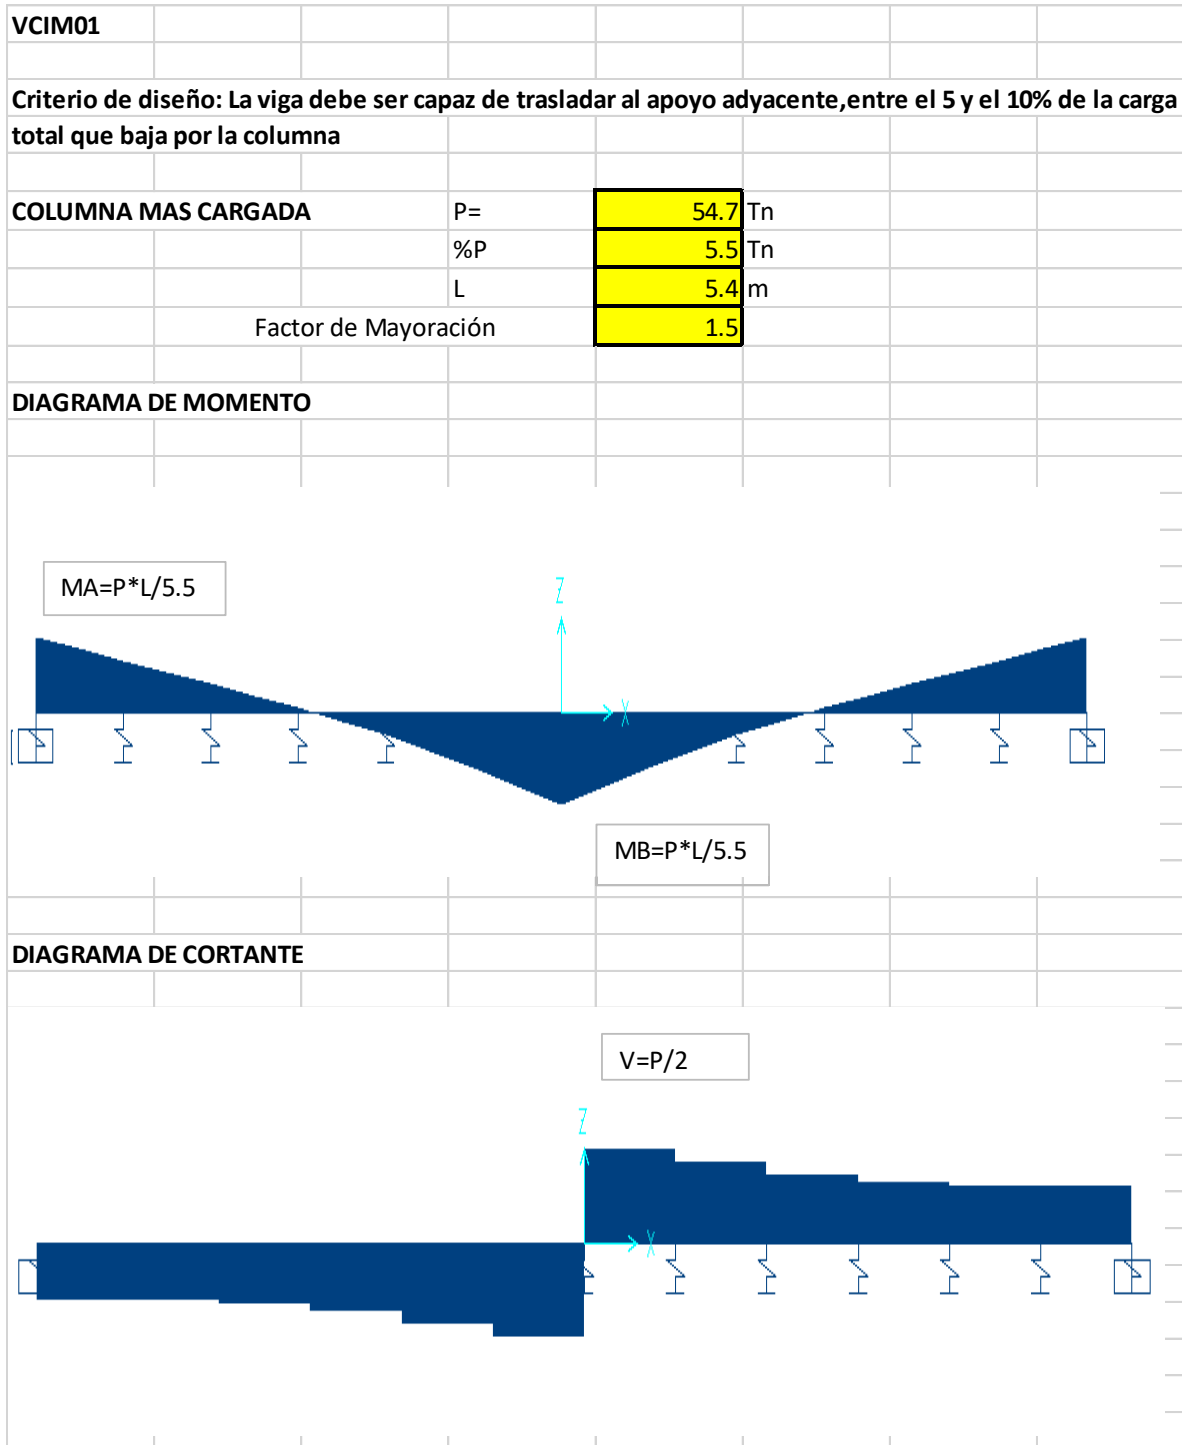 VCIM01
Criterio de diseño: La viga debe ser capaz de trasladar al apoyo adyacente,entre el 5 y el 10% de la carga
total que baja por la columna
COLUMNA MAS CARGADA P= 54.7 Tn
%P 5.5 Tn
L 5.4 m
Factor de Mayoración 1.5
DIAGRAMA DE MOMENTO
MA=P*L/5.5
Z
X
MB=P*L/5.5
DIAGRAMA DE CORTANTE
V=P/2
Z
X